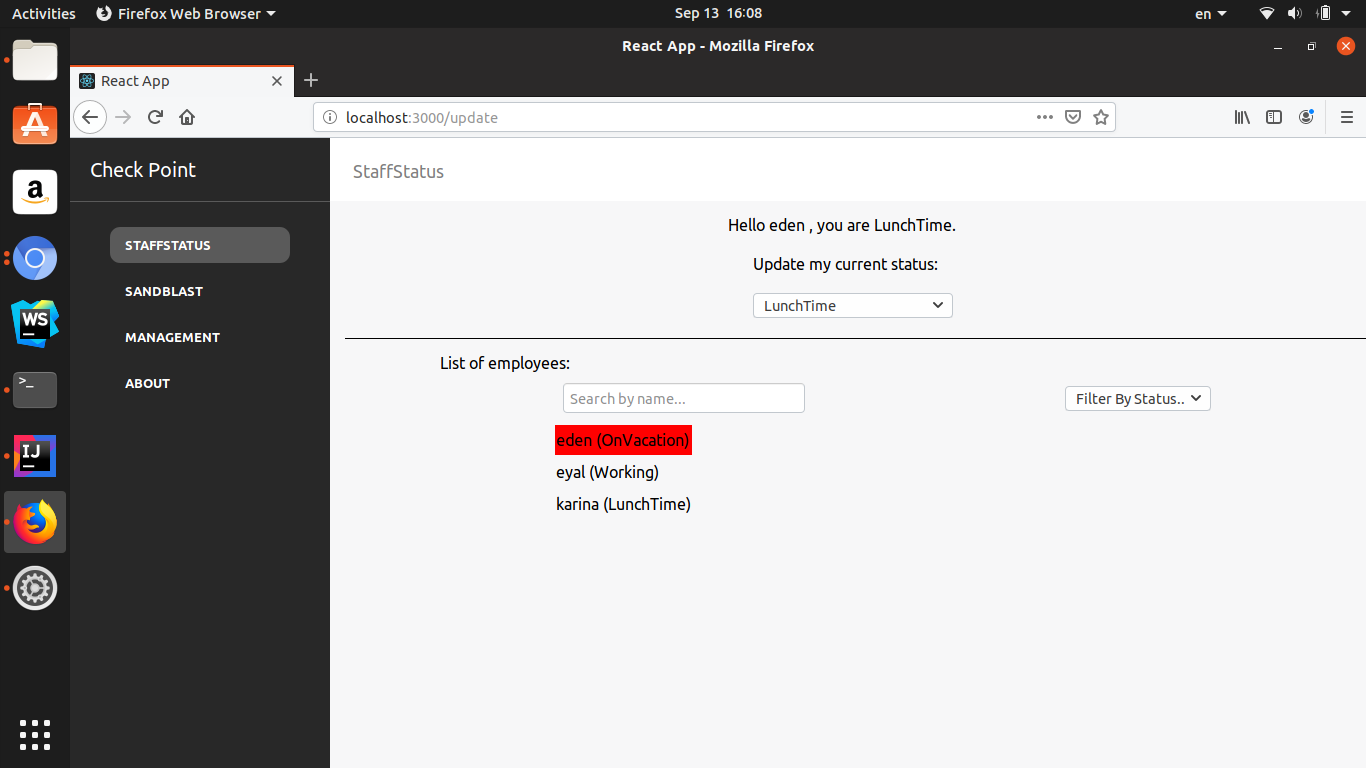 Activities Firefox Web Browser Sep 13 16:08 en
React App - Mozilla Firefox
React App
localhost:3000/update
Check Point
StaffStatus
Hello eden , you are LunchTime.
STAFFSTATUS
Update my current status:
SANDBLAST
LunchTime
MANAGEMENT
List of employees:
ABOUT
Search by name...
Filter By Status..
eden (OnVacation)
eyal (Working)
karina (LunchTime)
a
WS
>_
IJ